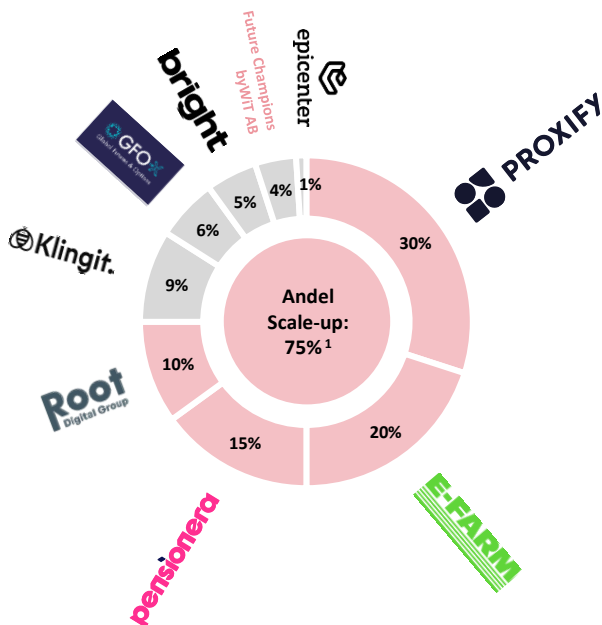 Future Champions
byWiT AB
epicenter
bright
PROXIFY
GFO
Global Futures & Options
Klingit.
1%
4%
5%
6%
30%
9%
Andel
Scale-up:
75% 1
10%
Root
Digital Group
20%
15%
pensionera
E-FARM